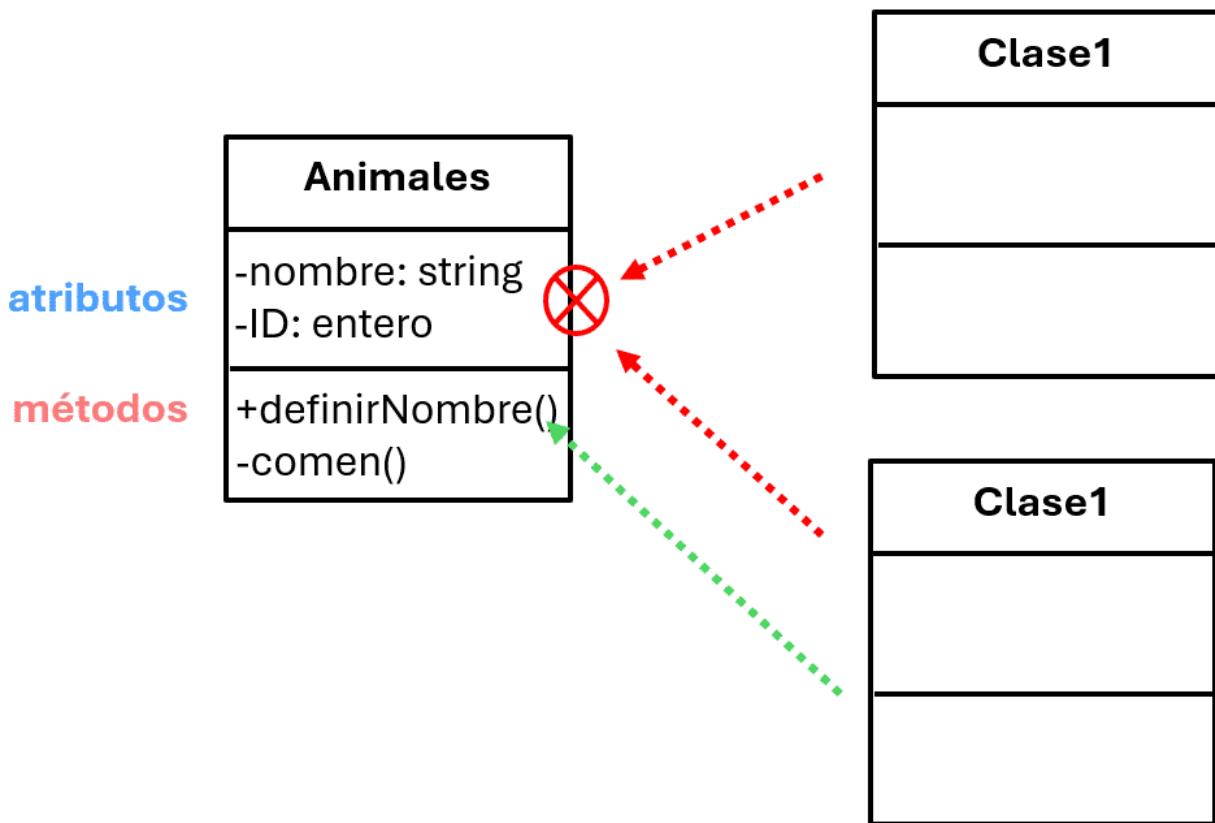 Clase1
Animales
atributos
-nombre: string
-ID: entero
métodos
+definirNombre()
-comen()
Clase1